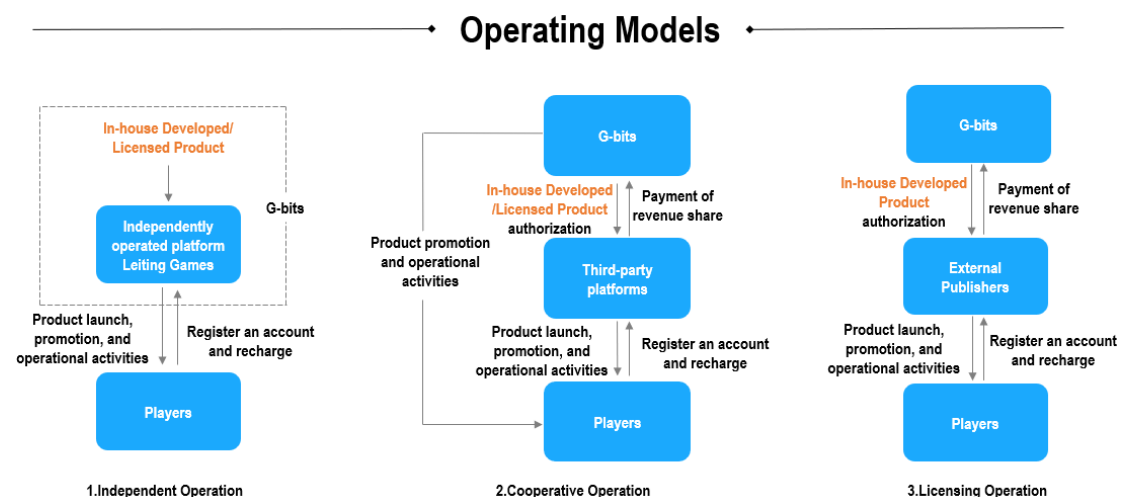 Operating Models
In-house Developed/
Licensed Product
G-bits
Independently
operated platform
Leiting Games
Product launch,
promotion, and
operational activities
Register an account
and recharge
Players
1.Independent Operation
G-bits
In-house Developed
/Licensed Product
authorization
Payment of
revenue share
Product promotion
and operational
activities
Third-party
platforms
Product launch,
promotion, and
operational activities
Register an account
and recharge
Players
2.Cooperative Operation
G-bits
In-house Developed
Product
authorization
Payment of
revenue share
External
Publishers
Product launch,
promotion, and
operational activities
Register an account
and recharge
Players
3.Licensing Operation